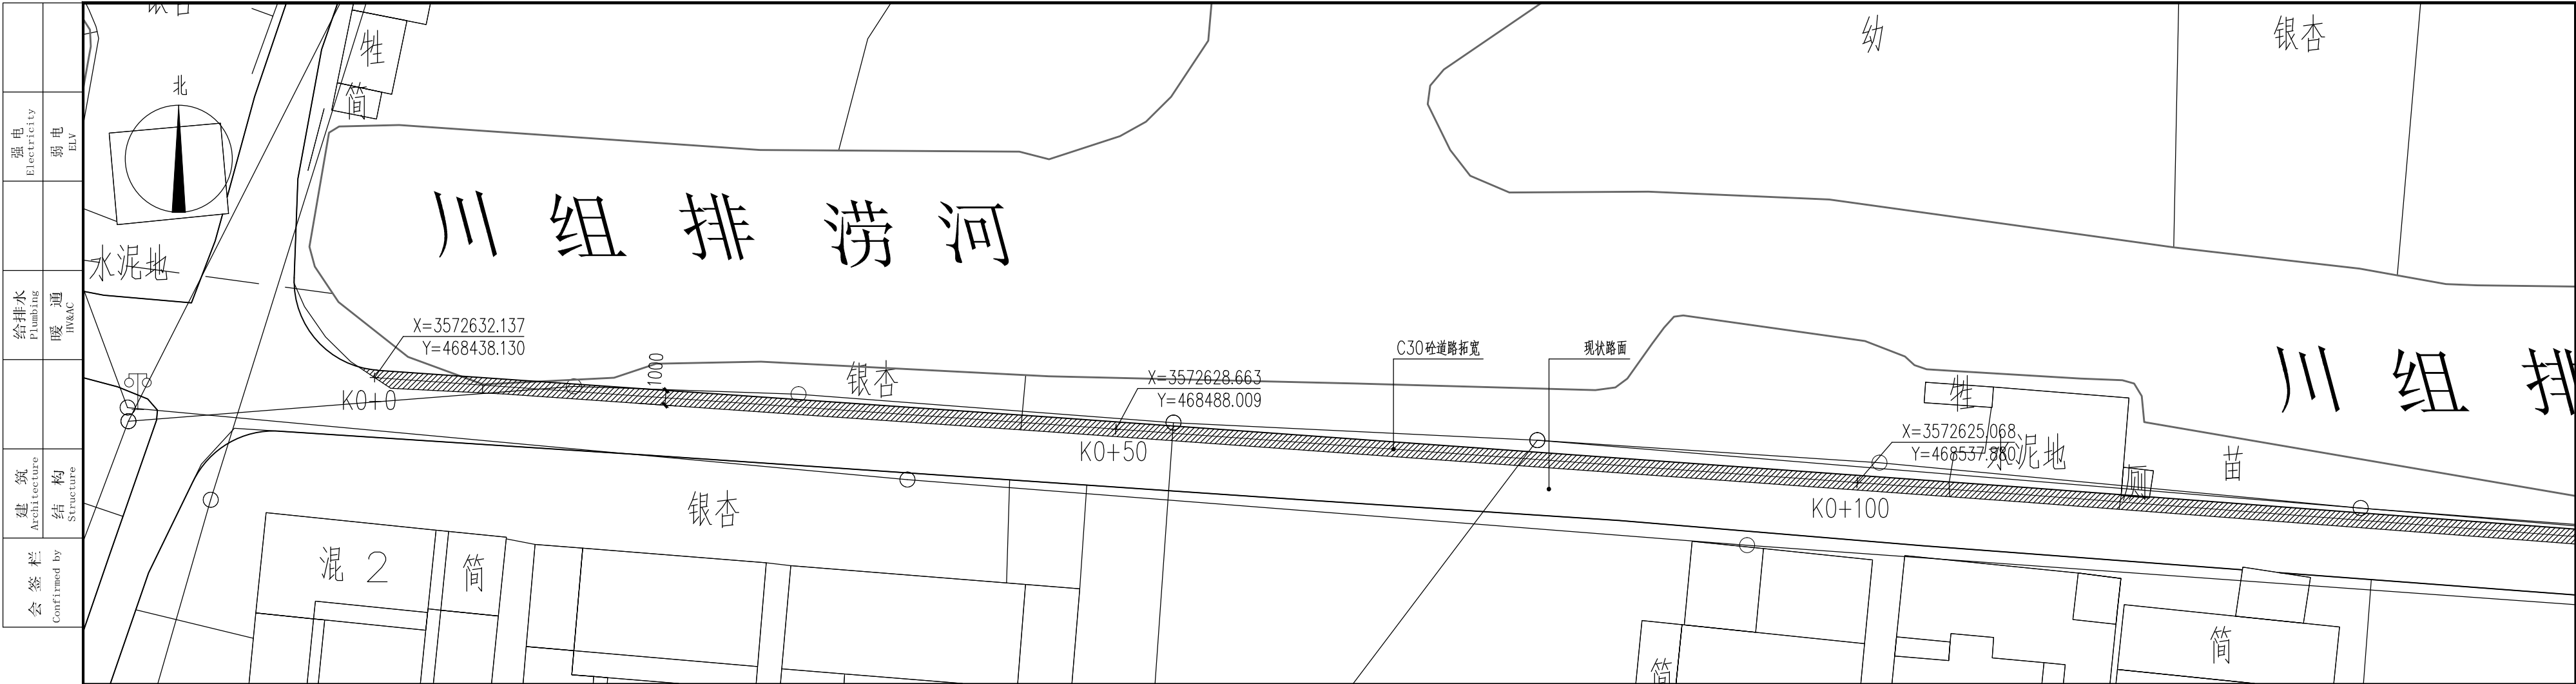 强 电
Electricity
弱 电
ELV
给排水
Plumbing
暖 通
HV&AC
建 筑
Architecture
结 构
Structure
会 签 栏
Confirmed by
银杏
北
水泥地
牲
简
川 组 排 涝 河
幼
银杏
X=3572632.137
Y=468438.130
K0+0
1000
银杏
X=3572628.663
Y=468488.009
K0+50
C30砼道路拓宽
现状路面
牲
X=3572625.068
Y=468537.880
水泥地
K0+100
厕
苗
川 组 排
银杏
混 2
简
简
简